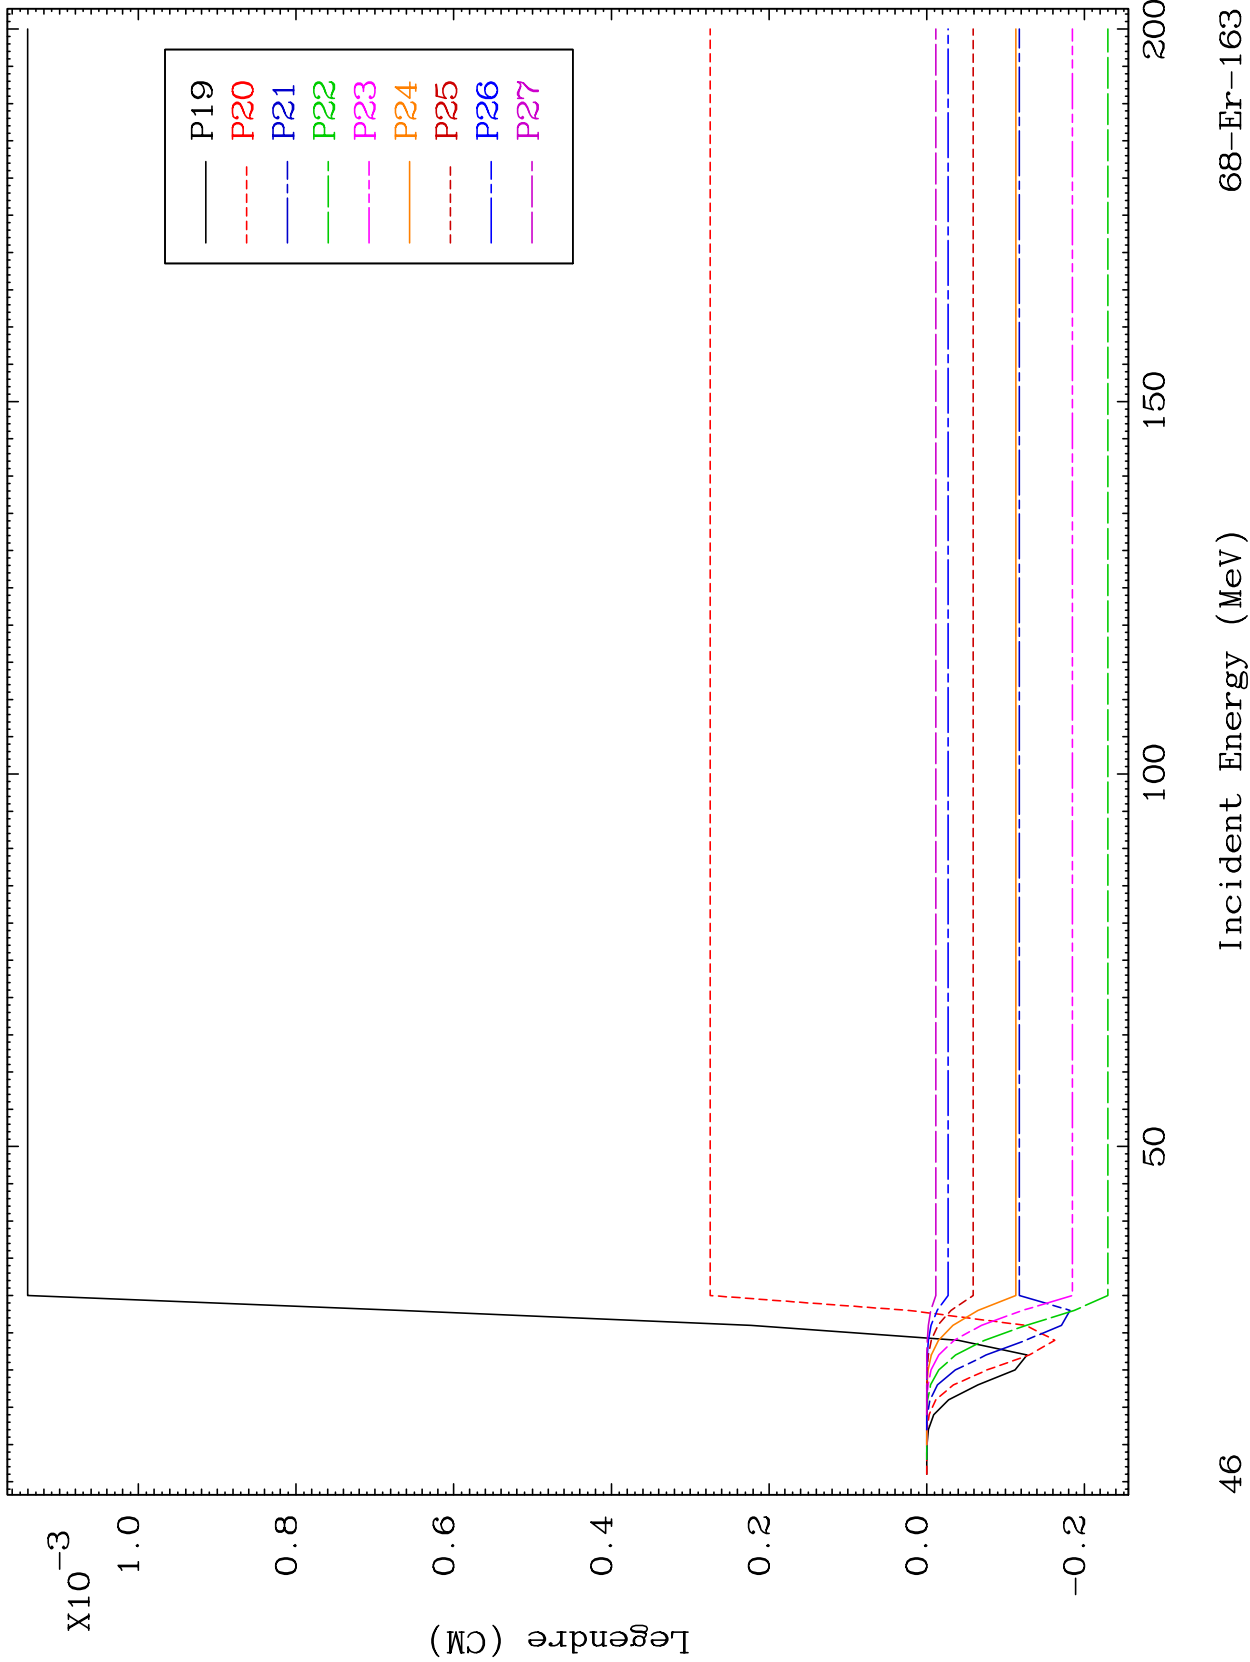 X10-3
1.0
0.8
0.6
0.4
0.2
0.0
-0.2
Legendre (CM)
P19
P20
P21
P22
P23
P24
P25
P26
P27
50
100
150
200
Incident Energy (MeV)
46
68-Er-163